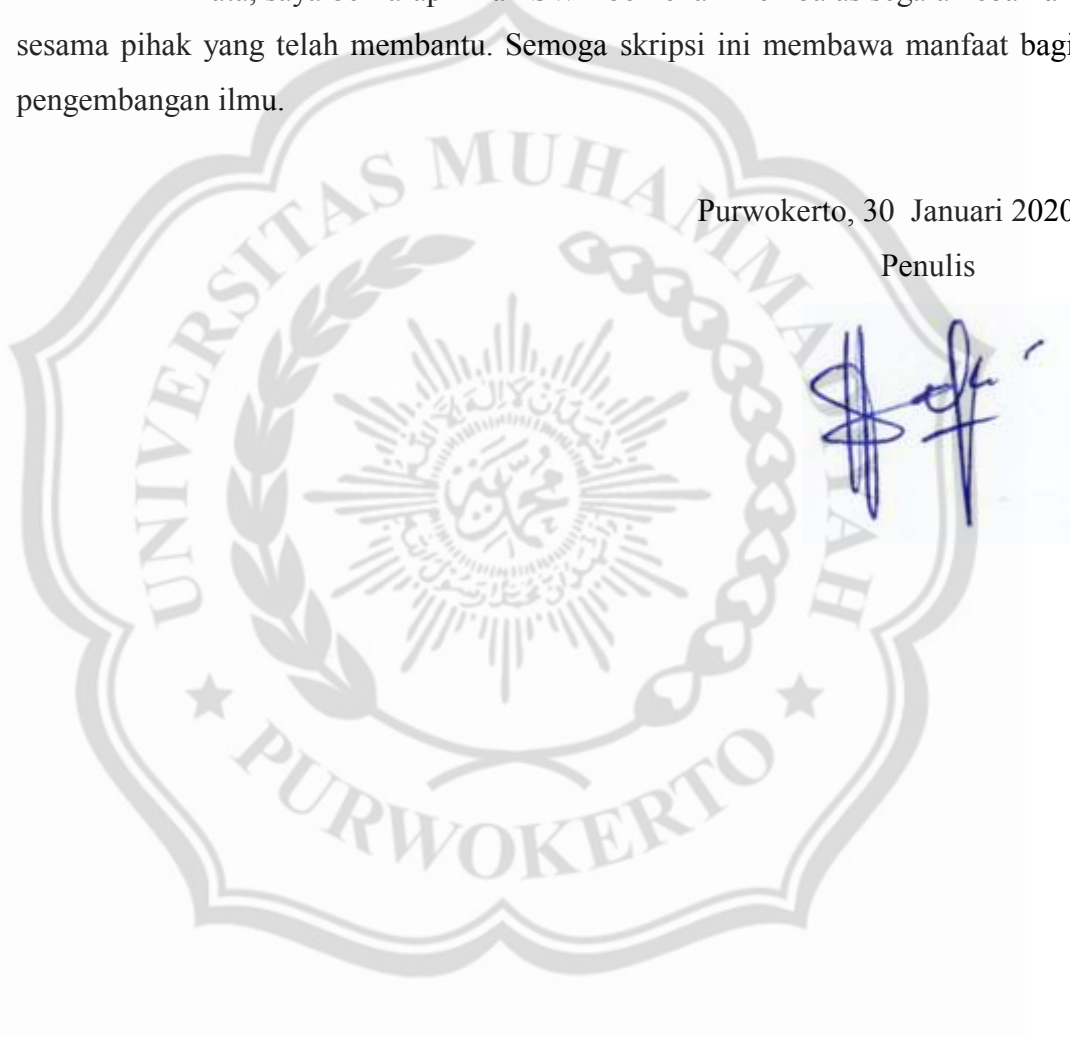 sesama pihak yang telah membantu. Semoga skripsi ini membawa manfaat bagi
pengembangan ilmu.
Purwokerto, 30 Januari 2020
Penulis
UNIVERSITAS MUHAMMADIYAH
PURWOKERTO